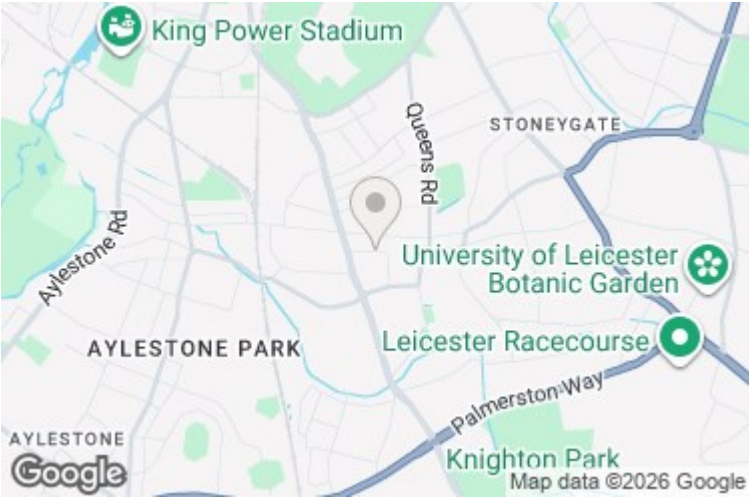 King Power Stadium
Queens Rd
STONEYGATE
Aylestone Rd
University of Leicester
Botanic Garden
Leicester Racecourse
AYLESTONE PARK
Palmerston Way
AYLESTONE
Knighton Park
Google
Map data ©2026 Google